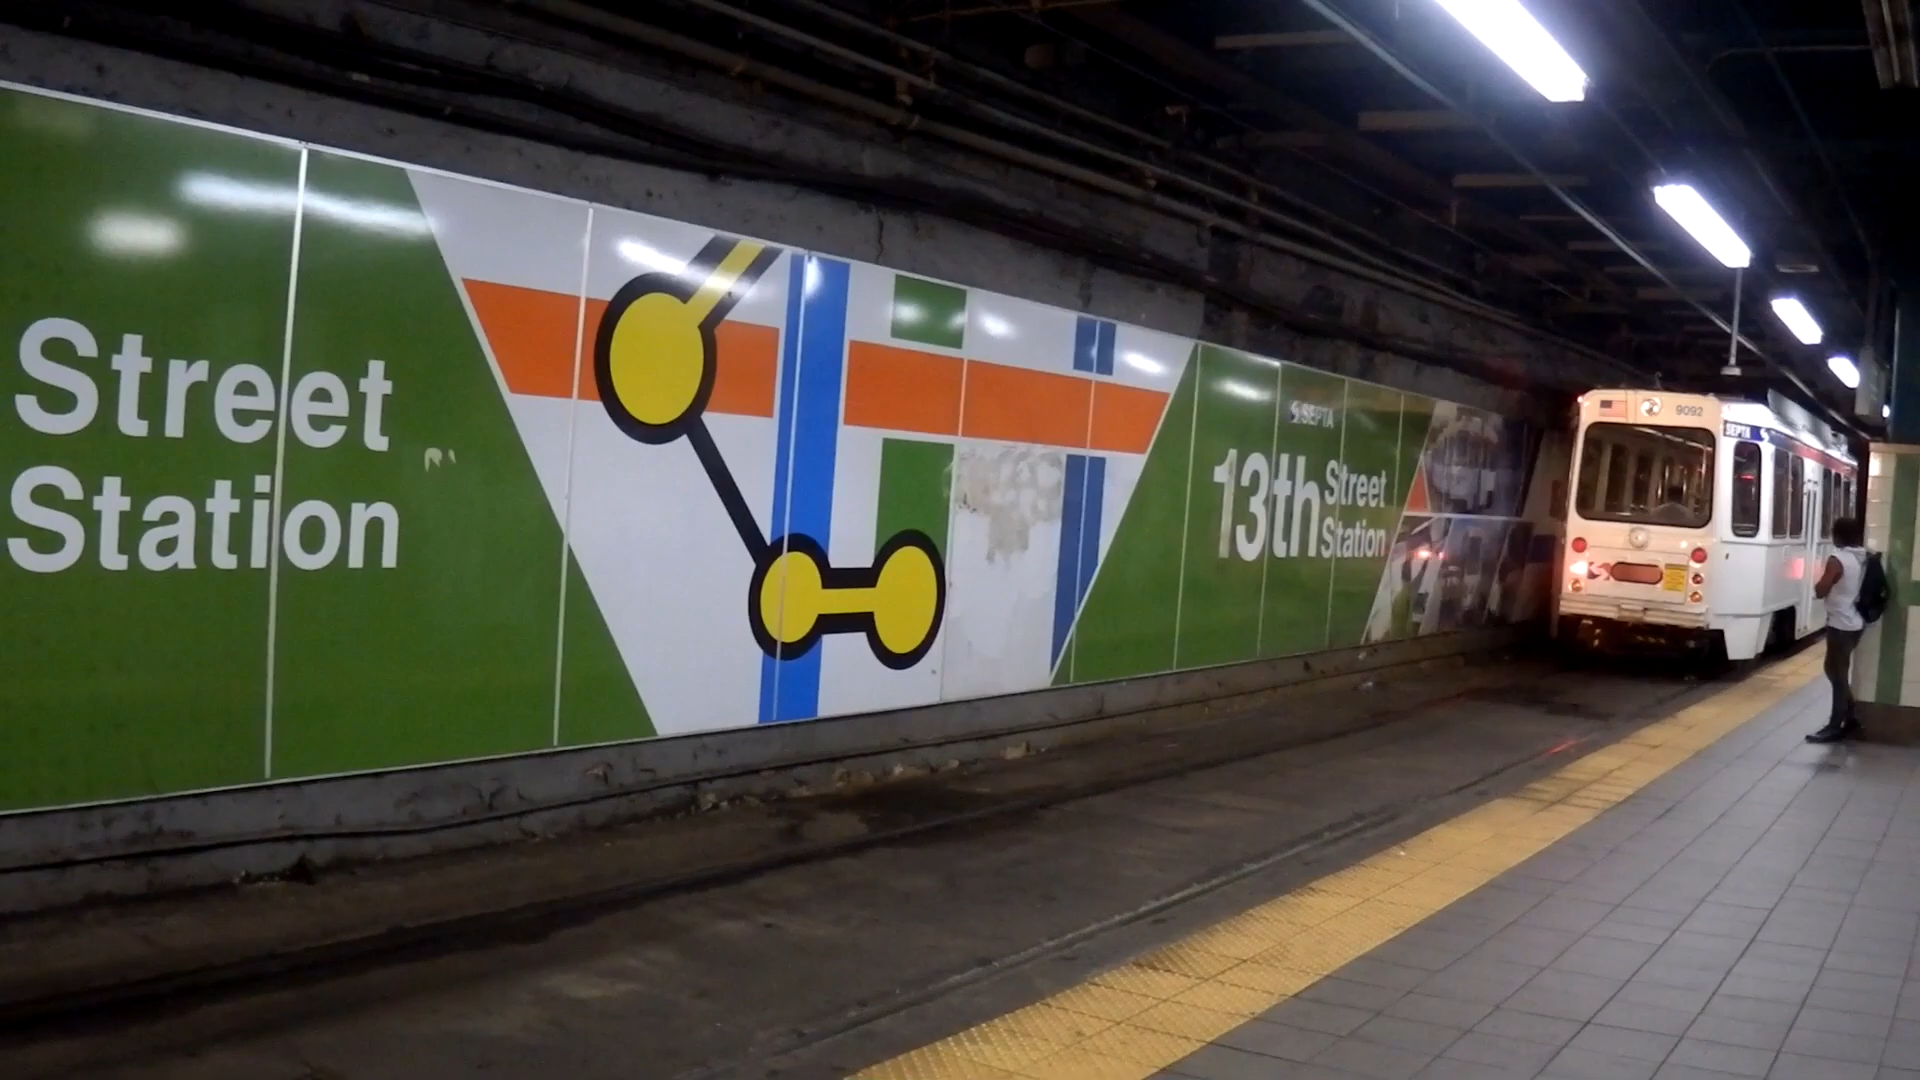 Street
Station
SEPTA
13th Street
Station
9092
SEPTA